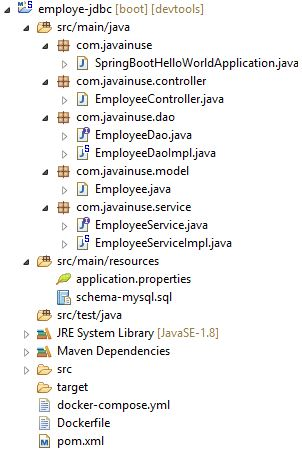 employe-jdbc [boot] [devtools]
src/main/java
com.javainuse
SpringBootHelloWorldApplication.java
com.javainuse.controller
EmployeeController.java
com.javainuse.dao
EmployeeDao.java
EmployeeDaoImpl.java
com.javainuse.model
Employee.java
com.javainuse.service
EmployeeService.java
EmployeeServiceImpl.java
src/main/resources
application.properties
schema-mysql.sql
src/test/java
JRE System Library [JavaSE-1.8]
Maven Dependencies
src
target
docker-compose.yml
Dockerfile
pom.xml